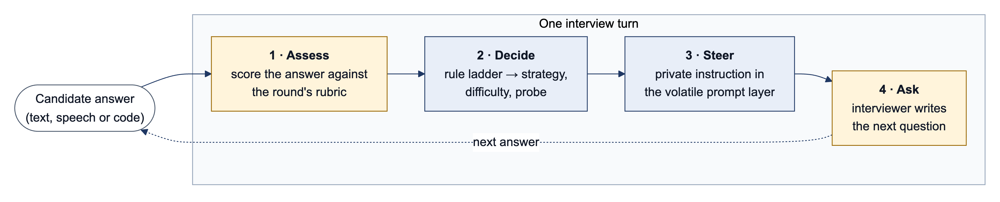 One interview turn
Candidate answer
(text, speech or code)
1 · Assess
score the answer against
the round's rubric
2 · Decide
rule ladder → strategy,
difficulty, probe
3 · Steer
private instruction in
the volatile prompt layer
4 · Ask
interviewer writes
the next question
next answer